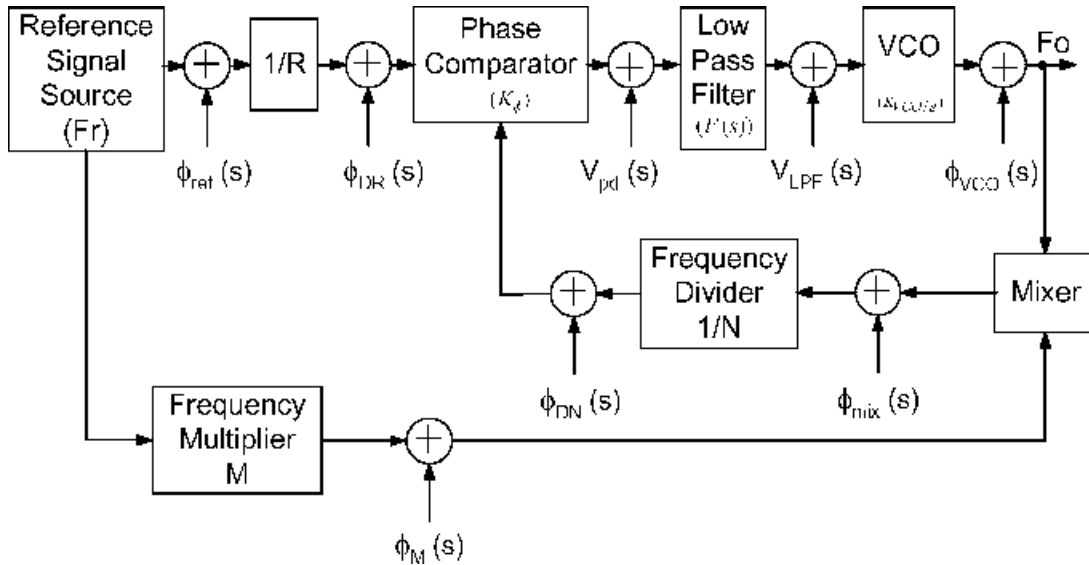 Reference
Signal
Source
(Fr)
1/R
Phase
Comparator
Low
Pass
Filter
(F(s))
VCO
Fo
ϕref (s)
ϕDR (s)
Vpd (s)
VLPF (s)
ϕVCO (s)
Frequency
Divider
1/N
Mixer
ϕDN (s)
ϕmix (s)
Frequency
Multiplier
M
ϕM (s)